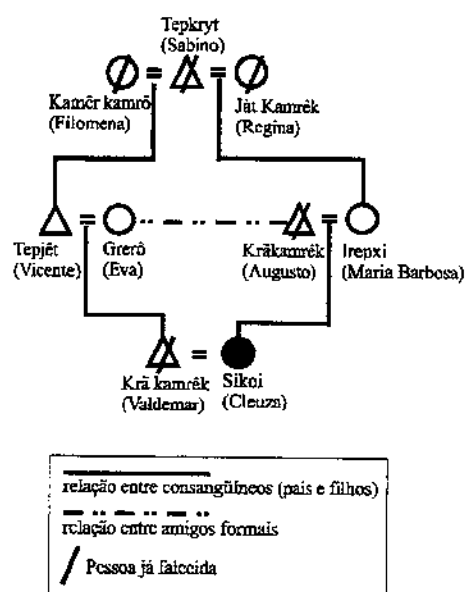 Tepkryt
(Sabino)
Kamêr kamrô
(Filomena)
Jàt Kamrêk
(Regina)
Tepjêt
(Vicente)
Grerô
(Eva)
Krãkamrêk
(Augusto)
Irepxi
(Maria Barbosa)
Krã kamrêk
(Valdemar)
Sikoi
(Cleuza)
relação entre consangüíneos (pais e filhos)
relação entre amigos formais
Pessoa já falecida